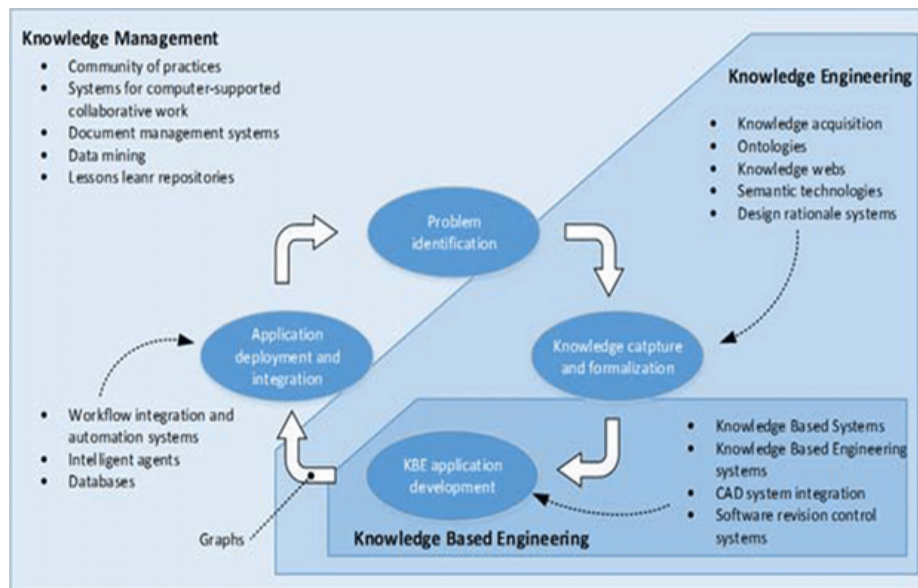 Knowledge Management
• Community of practices
• Systems for computer-supported
collaborative work
• Document management systems
• Data mining
• Lessons leanr repositories
Knowledge Engineering
• Knowledge acquisition
• Ontologies
• Knowledge webs
• Semantic technologies
• Design rationale systems
Problem
identification
Application
deployment and
integration
Knowledge catpture
and formalization
• Workflow integration and
automation systems
• Intelligent agents
• Databases
• Knowledge Based Systems
• Knowledge Based Engineering
systems
• CAD system integration
• Software revision control
systems
KBE application
development
Graphs
Knowledge Based Engineering